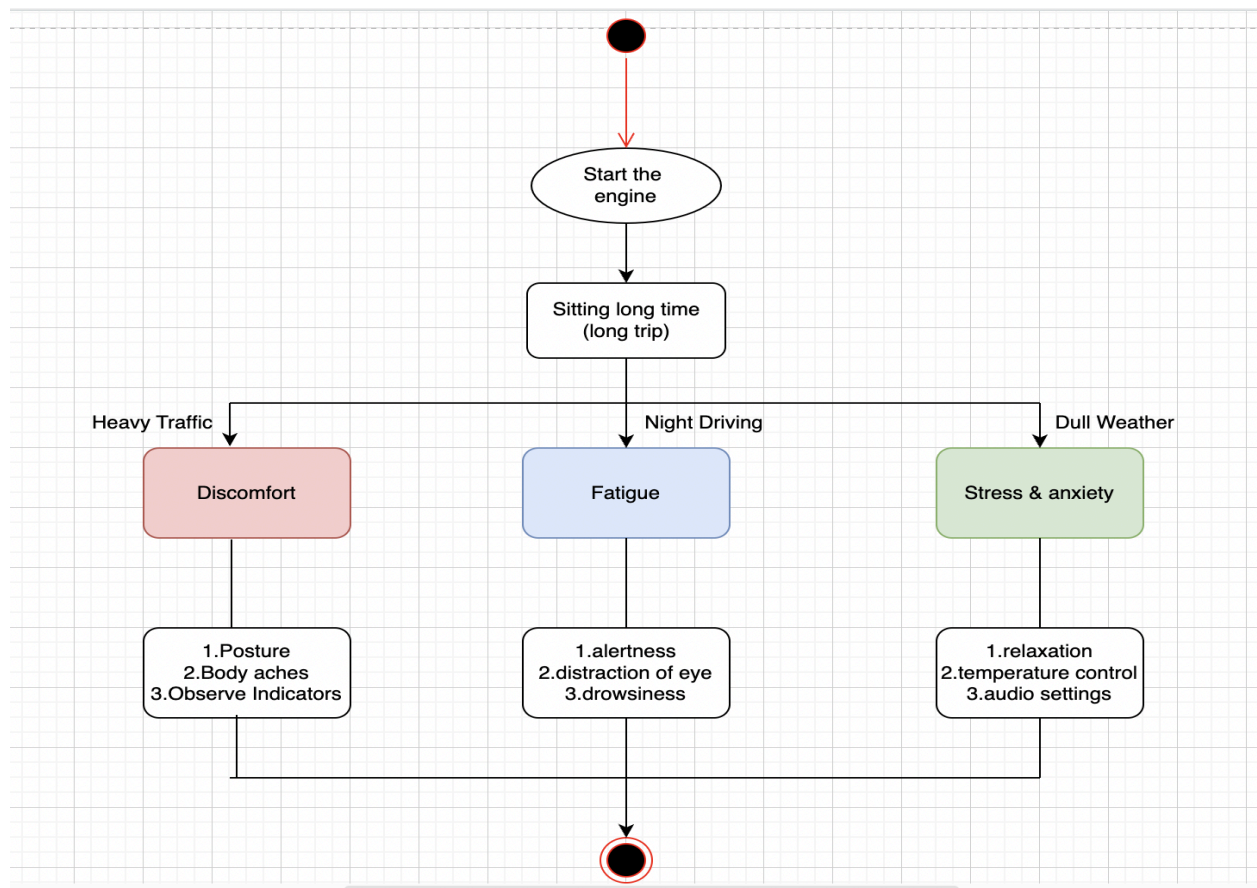 Start the
engine
Sitting long time
(long trip)
Heavy Traffic
Night Driving
Dull Weather
Discomfort
Fatigue
Stress & anxiety
1.Posture
2.Body aches
3.Observe Indicators
1.alertness
2.distraction of eye
3.drowsiness
1.relaxation
2.temperature control
3.audio settings